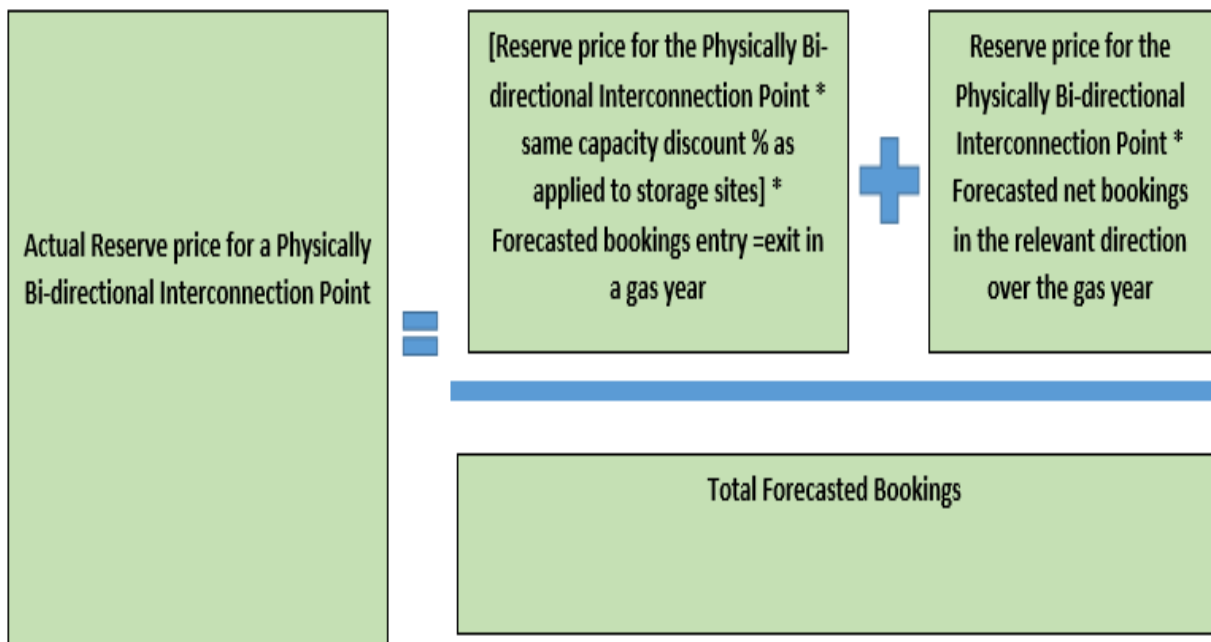 Actual Reserve price for a Physically
Bi-directional Interconnection Point
[Reserve price for the Physically Bi-
directional Interconnection Point *
same capacity discount % as
applied to storage sites] *
Forecasted bookings entry =exit in
a gas year
Reserve price for the
Physically Bi-directional
Interconnection Point *
Forecasted net bookings
in the relevant direction
over the gas year
Total Forecasted Bookings